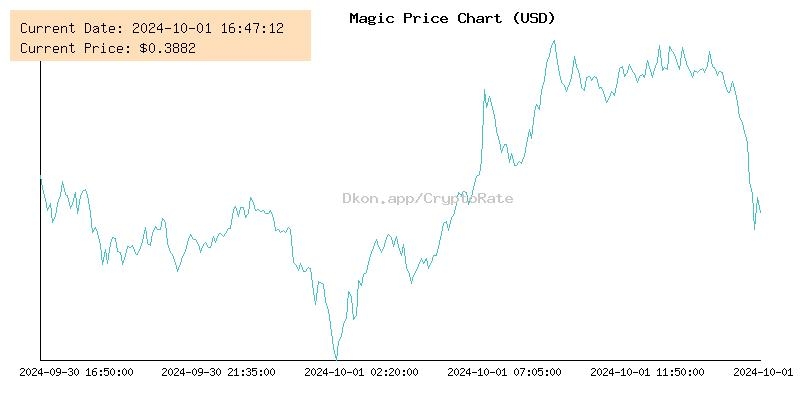 Magic Price Chart (USD)
Current Date: 2024-10-01 16:47:12
Current Price: $0.3882
Dkon.app/CryptoRate
2024-09-30 16:50:00 2024-09-30 21:35:00 2024-10-01 02:20:00 2024-10-01 07:05:00 2024-10-01 11:50:00 2024-10-01